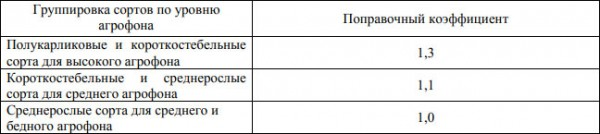 Группировка сортов по уровню
агрофона
Поправочный коэффициент
Полукарликовые и короткостебельные
сорта для высокого агрофона
1,3
Короткостебельные и среднерослые
сорта для среднего агрофона
1,1
Среднерослые сорта для среднего и
бедного агрофона
1,0